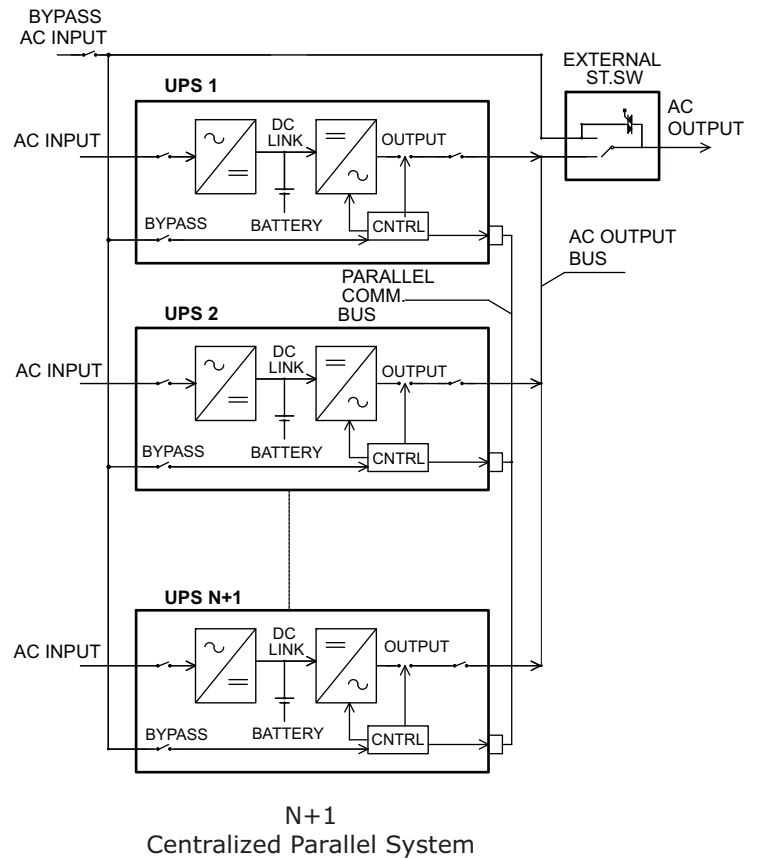 BYPASS
AC INPUT
EXTERNAL
ST.SW
AC
OUTPUT
UPS 1
AC INPUT
DC
LINK
OUTPUT
BYPASS
BATTERY
CNTRL
AC OUTPUT
BUS
PARALLEL
COMM.
BUS
UPS 2
AC INPUT
DC
LINK
OUTPUT
BYPASS
BATTERY
CNTRL
UPS N+1
AC INPUT
DC
LINK
OUTPUT
BYPASS
BATTERY
CNTRL
N+1
Centralized Parallel System